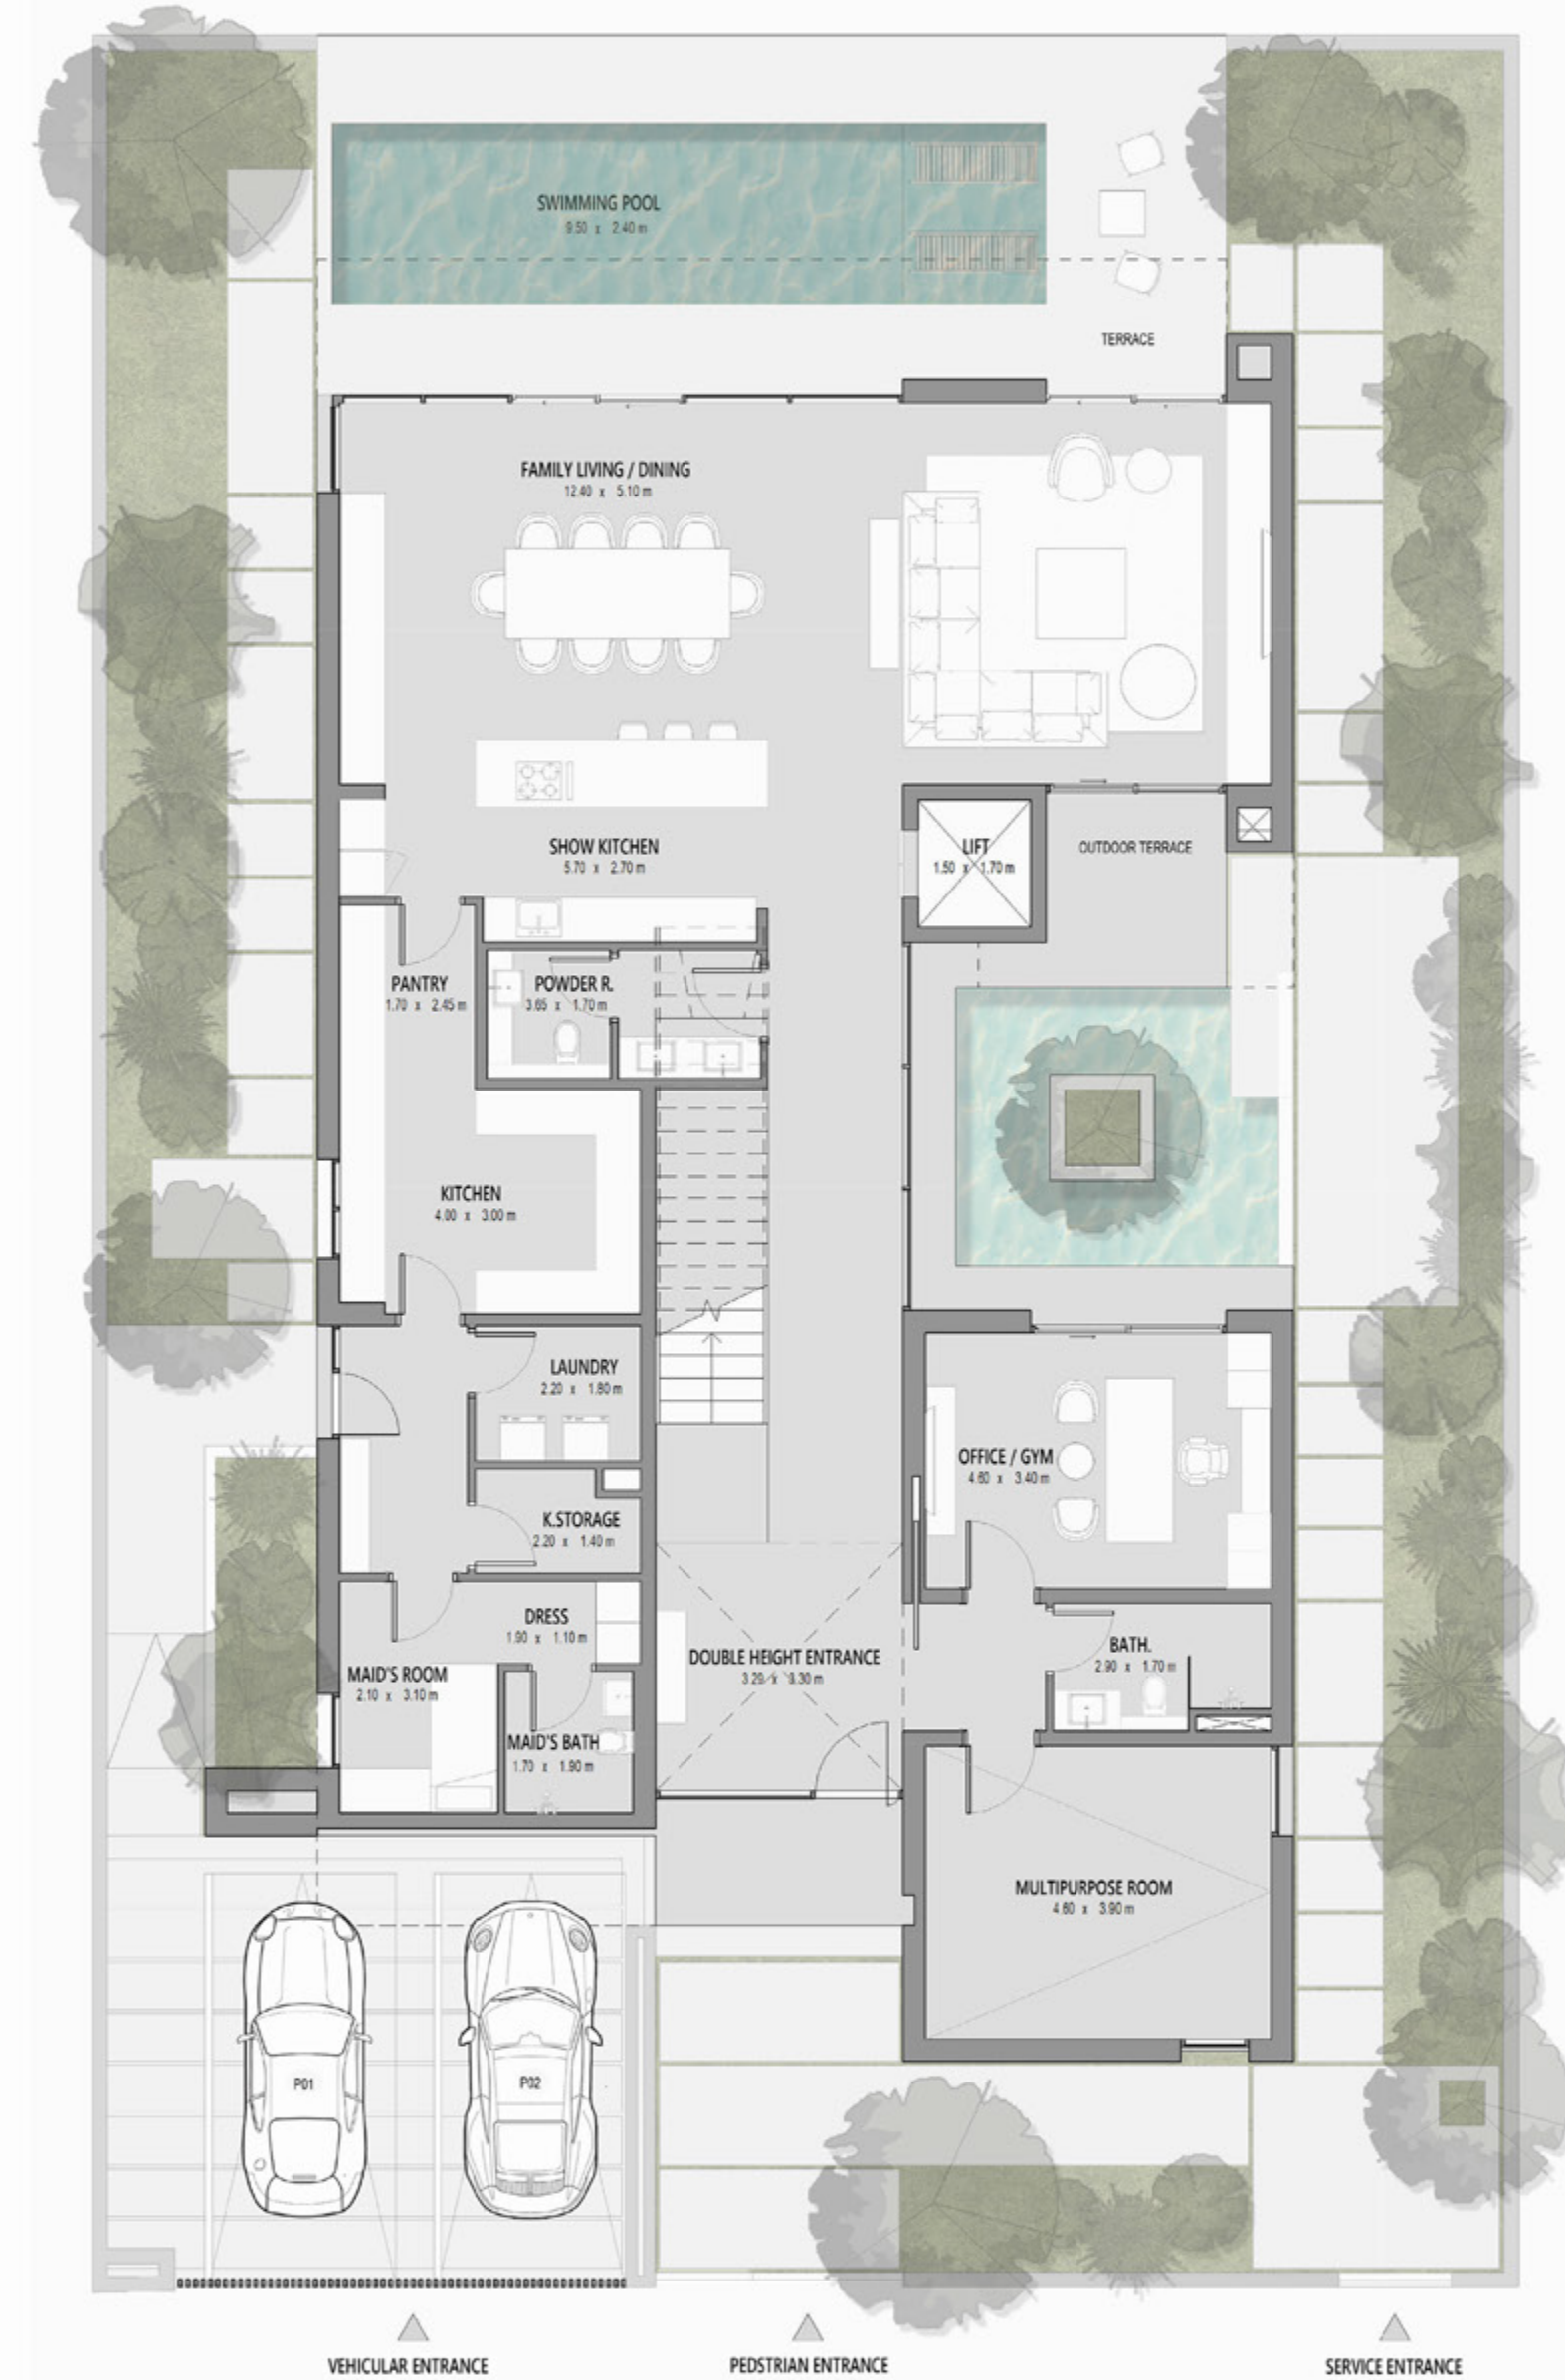 SWIMMING POOL
9.50 x 2.40 m
TERRACE
FAMILY LIVING / DINING
12.40 x 5.10 m
SHOW KITCHEN
5.70 x 2.70 m
LIFT
1.50 x 1.70 m
OUTDOOR TERRACE
PANTRY
1.70 x 2.45 m
POWDER R.
3.65 x 1.70 m
KITCHEN
4.00 x 3.00 m
LAUNDRY
2.20 x 1.80 m
OFFICE / GYM
4.60 x 3.40 m
K.STORAGE
2.20 x 1.40 m
DRESS
1.90 x 1.10 m
MAID'S ROOM
2.10 x 3.10 m
DOUBLE HEIGHT ENTRANCE
3.20 x 3.30 m
BATH.
2.90 x 1.70 m
MAID'S BATH
1.70 x 1.90 m
MULTIPURPOSE ROOM
4.60 x 3.90 m
P01
P02
VEHICULAR ENTRANCE
PEDSTRIAN ENTRANCE
SERVICE ENTRANCE